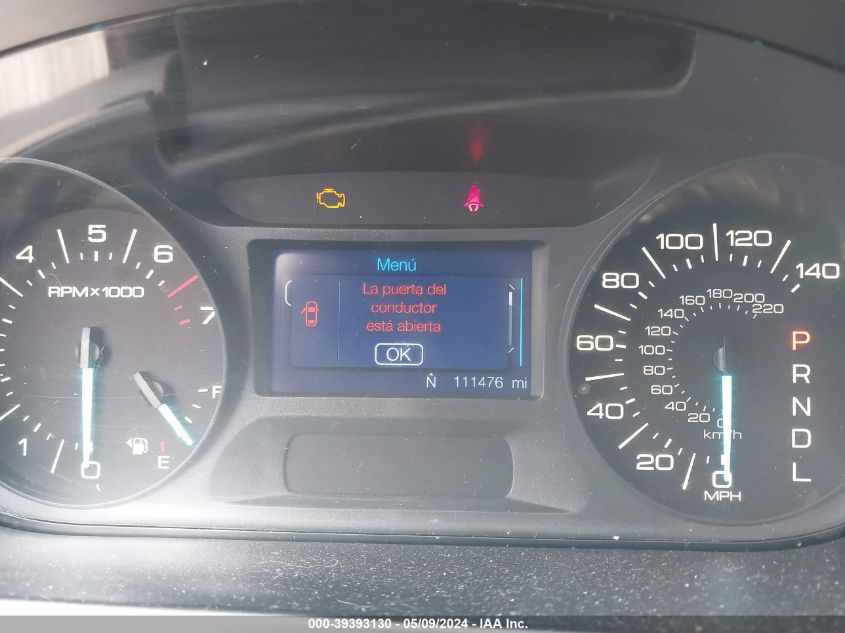 4 5 6 7
RPM×1000
1 0
F
E
Menú
La puerta del
conductor
está abierta
OK
N̂ 111476 mi
20 40 60 80 100 120 140
20 40 60 80 100 120 140 160 180 200 220
0
km/h
0
MPH
P
R
N
D
L
000-39393130 - 05/09/2024 - IAA Inc.